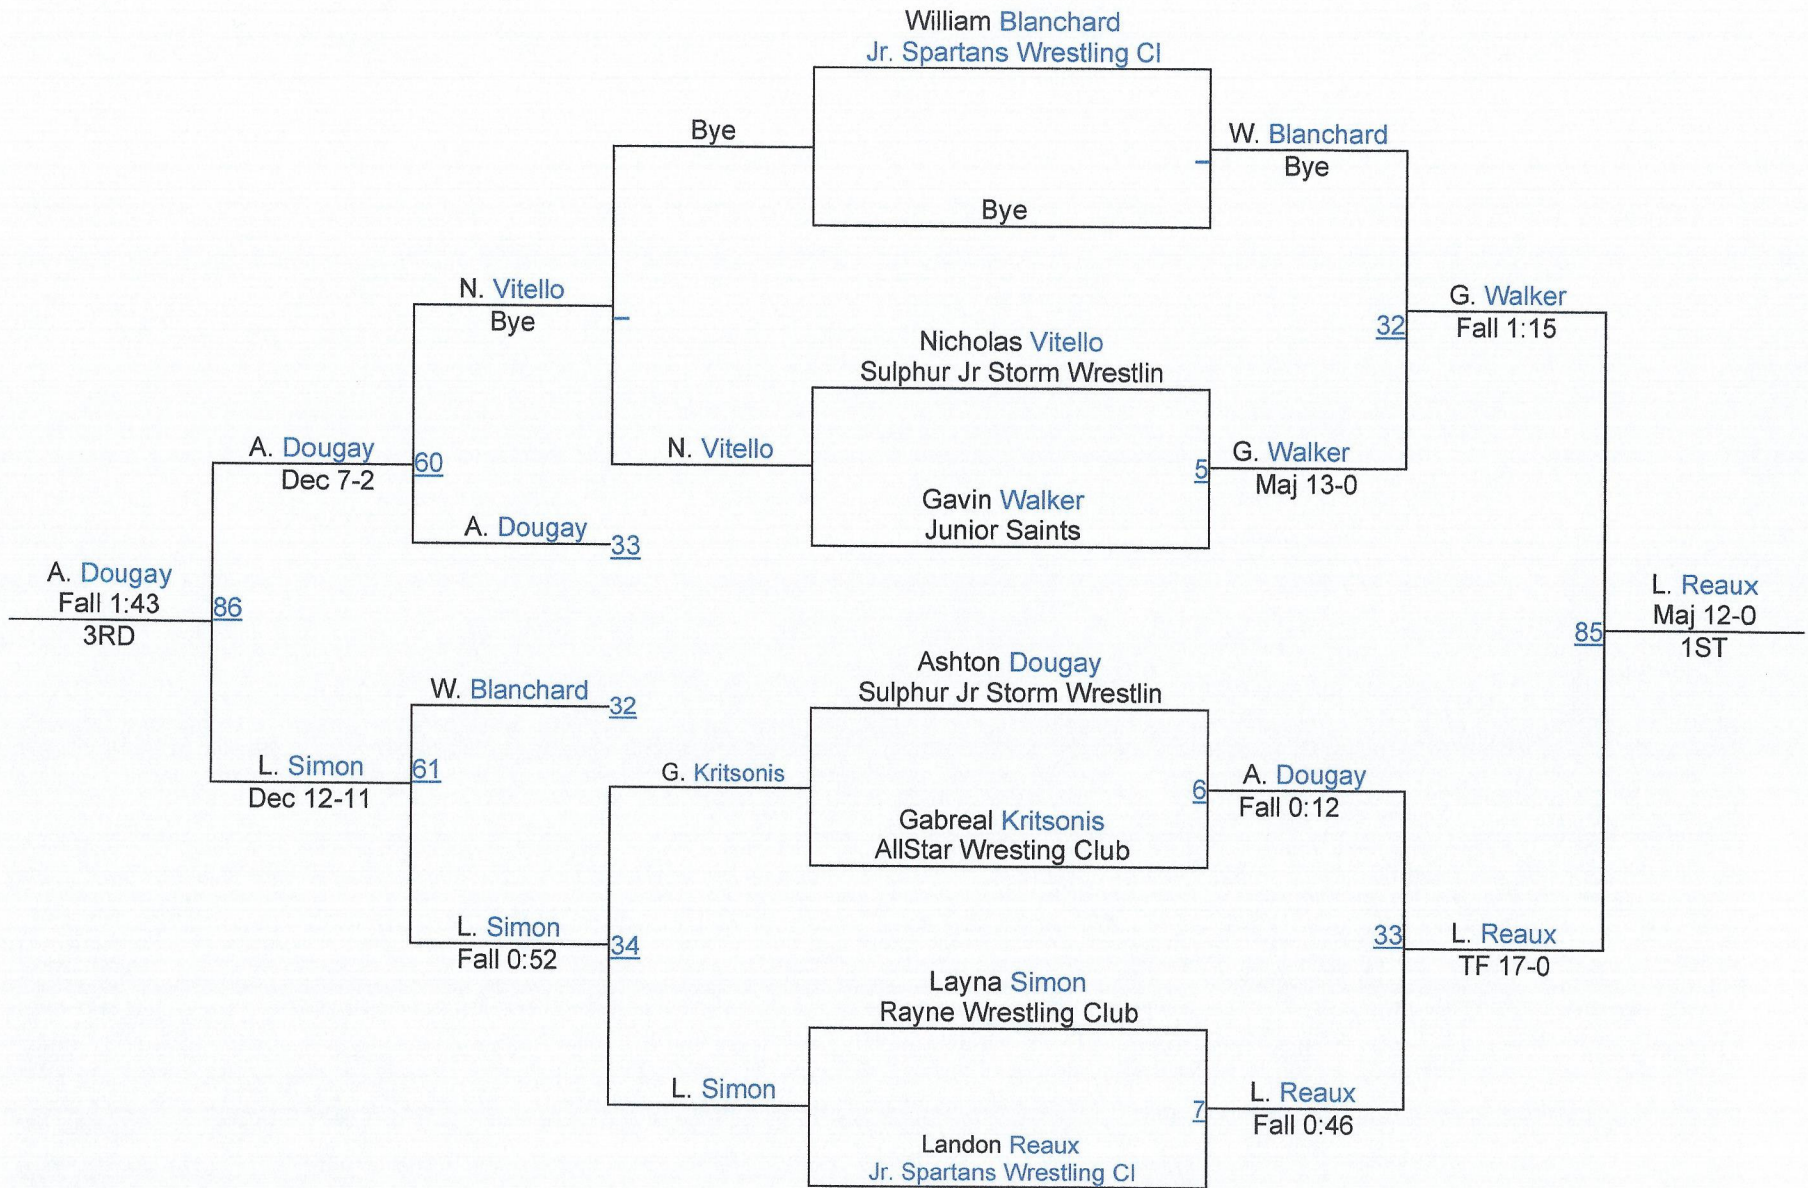 William Blanchard
Jr. Spartans Wrestling Cl
Bye
W. Blanchard
Bye
Bye
N. Vitello
Bye
G. Walker
Fall 1:15
32
Nicholas Vitello
Sulphur Jr Storm Wrestlin
A. Dougay
Dec 7-2
60
N. Vitello
5
G. Walker
Maj 13-0
Gavin Walker
Junior Saints
A. Dougay
33
A. Dougay
Fall 1:43
3RD
86
L. Reaux
Maj 12-0
1ST
85
Ashton Dougay
Sulphur Jr Storm Wrestlin
W. Blanchard
32
L. Simon
Dec 12-11
61
G. Kritsonis
6
A. Dougay
Fall 0:12
Gabreal Kritsonis
AllStar Wresting Club
L. Simon
Fall 0:52
34
33
L. Reaux
TF 17-0
Layna Simon
Rayne Wrestling Club
L. Simon
7
L. Reaux
Fall 0:46
Landon Reaux
Jr. Spartans Wrestling Cl